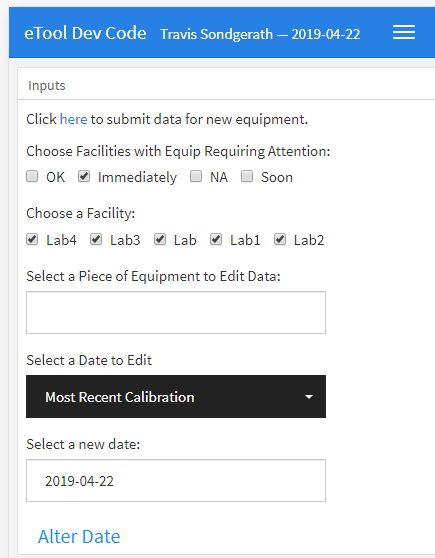 eTool Dev Code Travis Sondgerath — 2019-04-22
Inputs
Click here to submit data for new equipment.
Choose Facilities with Equip Requiring Attention:
OK Immediately NA Soon
Choose a Facility:
Lab4 Lab3 Lab Lab1 Lab2
Select a Piece of Equipment to Edit Data:
Select a Date to Edit
Most Recent Calibration
Select a new date:
2019-04-22
Alter Date